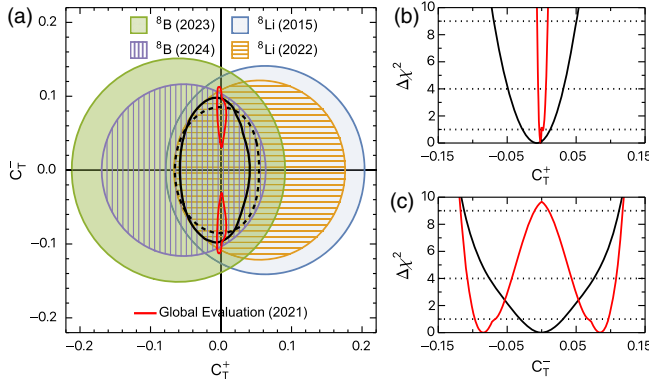 (a)
⁸B (2023)
⁸Li (2015)
⁸B (2024)
⁸Li (2022)
0.2
0.1
0.0
−0.1
−0.2
C_T^−
Global Evaluation (2021)
−0.2
−0.1
0.0
0.1
0.2
C_T^+
(b)
10
8
6
4
2
0
Δχ²
−0.15
−0.05
0.05
0.15
C_T^+
(c)
10
8
6
4
2
0
Δχ²
−0.15
−0.05
0.05
0.15
C_T^−